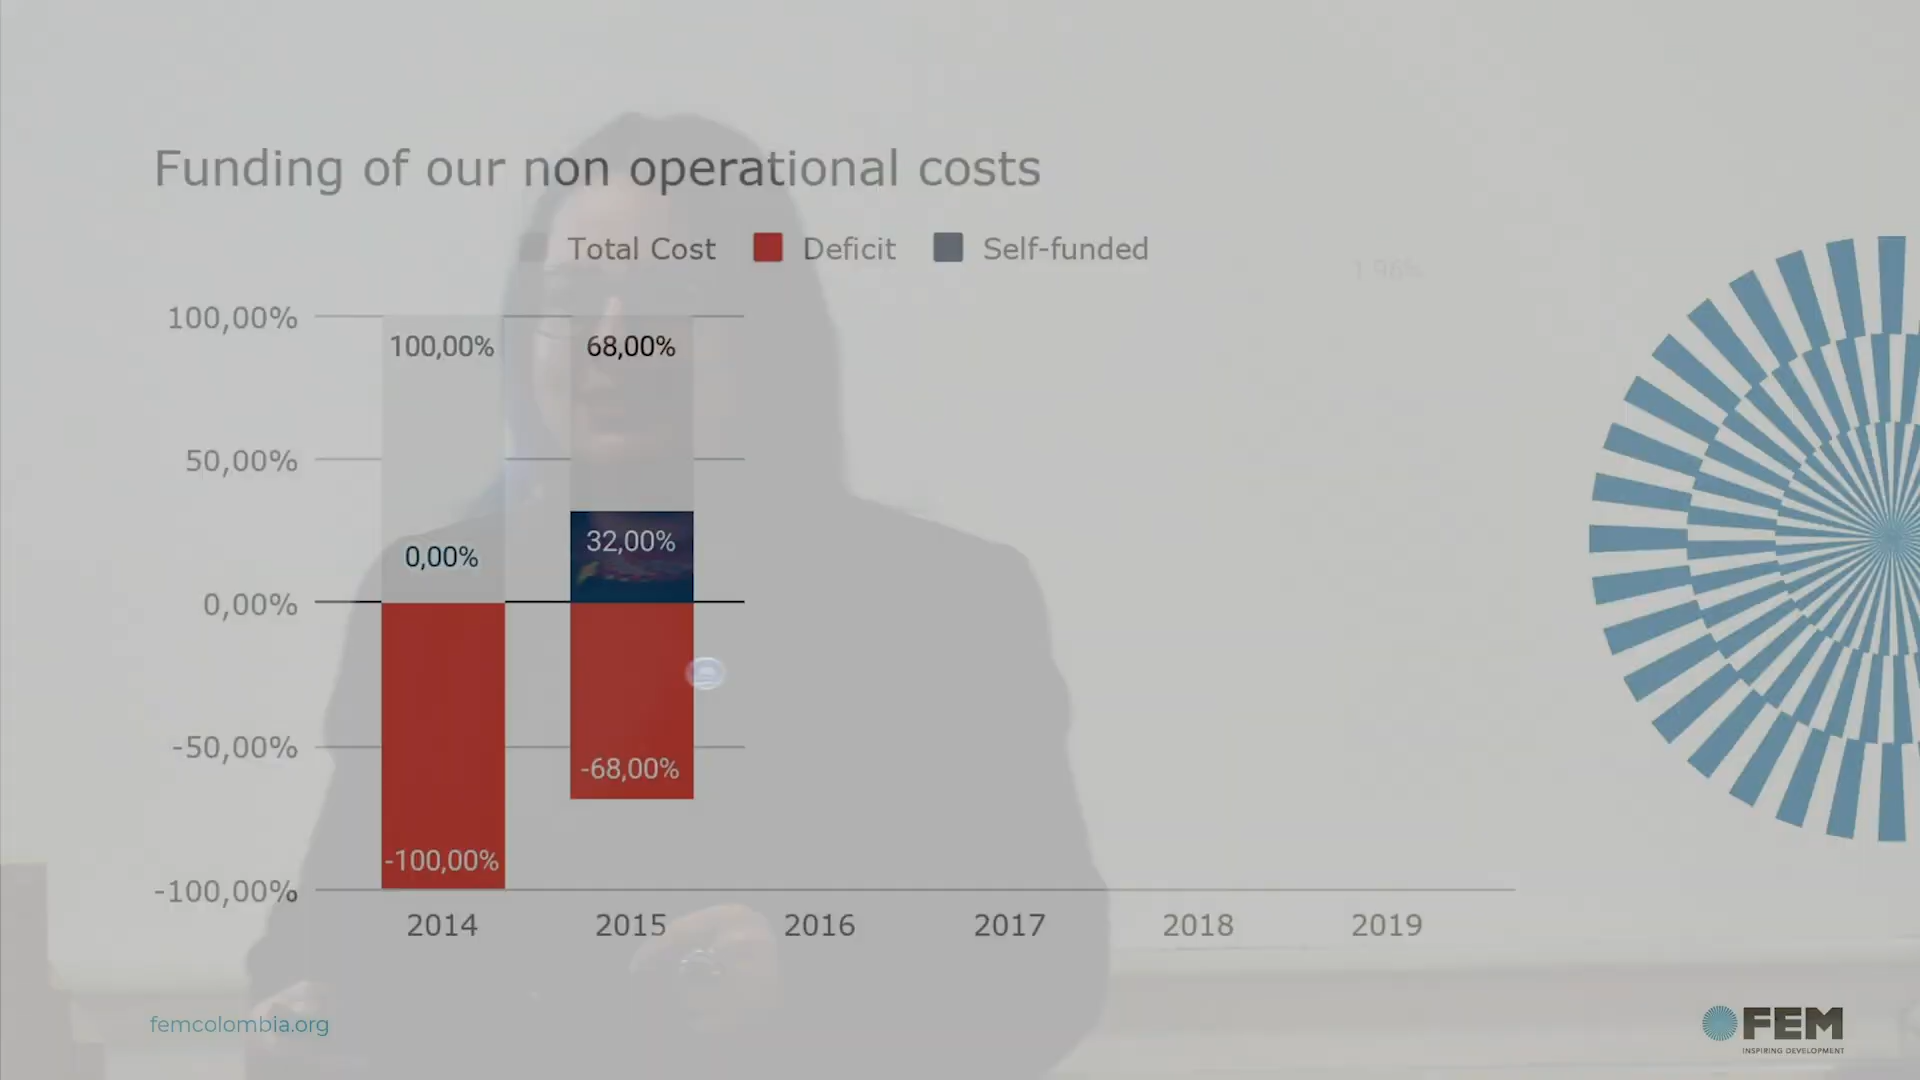 Funding of our non operational costs
Total Cost Deficit Self-funded
1.96%
100,00%
100,00% 68,00%
50,00%
32,00%
0,00%
0,00%
-50,00%
-68,00%
-100,00%
-100,00%
2014 2015 2016 2017 2018 2019
femcolombia.org
FEM
INSPIRING DEVELOPMENT